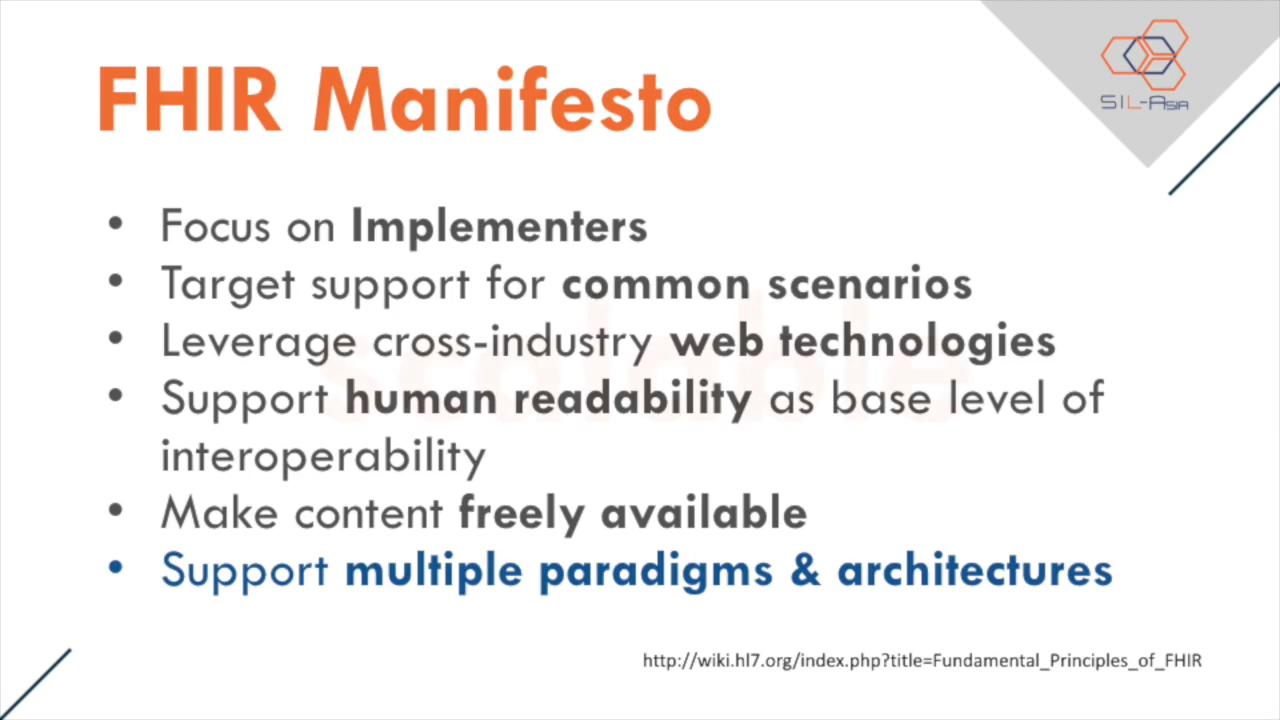 FHIR Manifesto
SIL-Asia
• Focus on Implementers
• Target support for common scenarios
• Leverage cross-industry web technologies
• Support human readability as base level of
interoperability
• Make content freely available
• Support multiple paradigms & architectures
scalable
http://wiki.hl7.org/index.php?title=Fundamental_Principles_of_FHIR